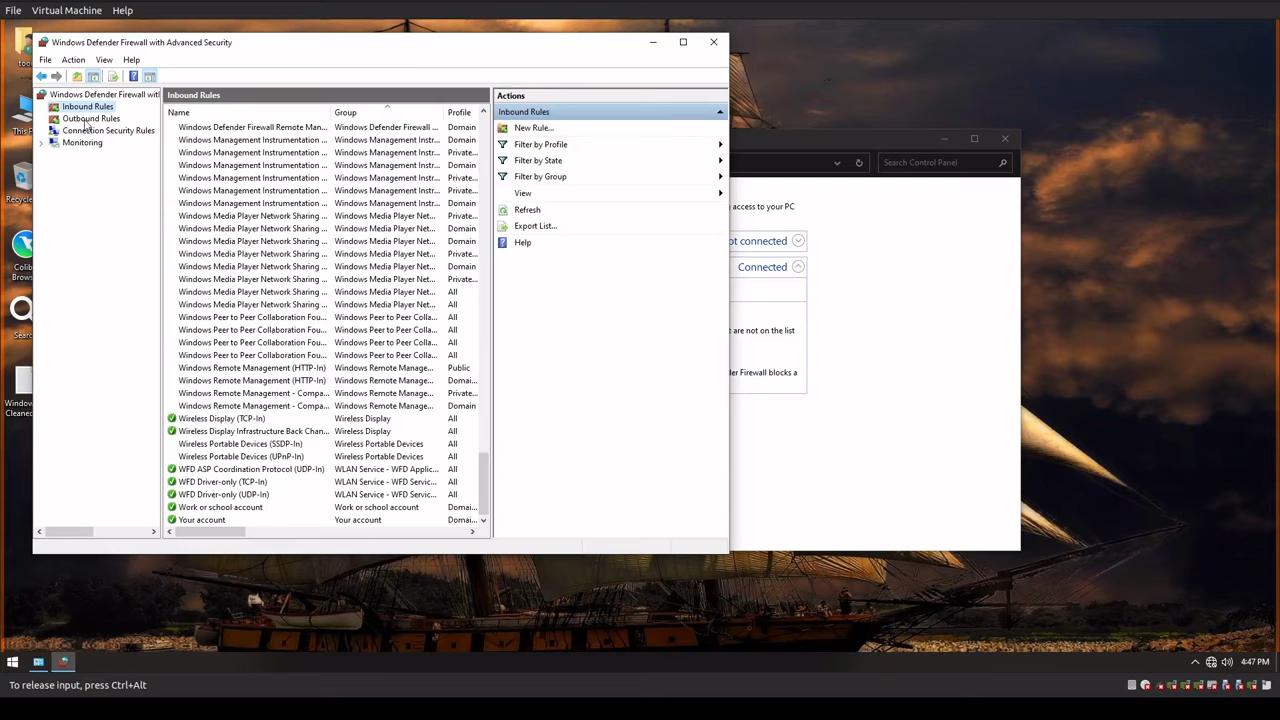 File Virtual Machine Help
Windows Defender Firewall with Advanced Security
File Action View Help
Windows Defender Firewall wit
Inbound Rules
Outbound Rules
Connection Security Rules
Monitoring
Inbound Rules
Name Group Profile
Windows Defender Firewall Remote Man... Windows Defender Firewall ... Domain
Windows Management Instrumentation ... Windows Management Instr... Domain
Windows Management Instrumentation ... Windows Management Instr... Domain
Windows Management Instrumentation ... Windows Management Instr... Domain
Windows Management Instrumentation ... Windows Management Instr... Private...
Windows Management Instrumentation ... Windows Management Instr... Private...
Windows Management Instrumentation ... Windows Management Instr... Private...
Windows Media Player Network Sharing ... Windows Media Player Net... Private...
Windows Media Player Network Sharing ... Windows Media Player Net... Domain
Windows Media Player Network Sharing ... Windows Media Player Net... Domain
Windows Media Player Network Sharing ... Windows Media Player Net... Private...
Windows Media Player Network Sharing ... Windows Media Player Net... Domain
Windows Media Player Network Sharing ... Windows Media Player Net... Private...
Windows Media Player Network Sharing ... Windows Media Player Net... All
Windows Media Player Network Sharing ... Windows Media Player Net... All
Windows Peer to Peer Collaboration Fou... Windows Peer to Peer Colla... All
Windows Peer to Peer Collaboration Fou... Windows Peer to Peer Colla... All
Windows Peer to Peer Collaboration Fou... Windows Peer to Peer Colla... All
Windows Peer to Peer Collaboration Fou... Windows Peer to Peer Colla... All
Windows Remote Management (HTTP-In) Windows Remote Manage... Public
Windows Remote Management (HTTP-In) Windows Remote Manage... Domai...
Windows Remote Management - Compa... Windows Remote Manage... Private...
Windows Remote Management - Compa... Windows Remote Manage... Domain
Wireless Display (TCP-In) Wireless Display All
Wireless Display Infrastructure Back Chan... Wireless Display All
Wireless Portable Devices (SSDP-In) Wireless Portable Devices All
Wireless Portable Devices (UPnP-In) Wireless Portable Devices All
WFD ASP Coordination Protocol (UDP-In) WLAN Service - WFD Applic... All
WFD Driver-only (TCP-In) WLAN Service - WFD Servic... All
WFD Driver-only (UDP-In) WLAN Service - WFD Servic... All
Work or school account Work or school account Domai...
Your account Your account Domai...
Actions
Inbound Rules
New Rule...
Filter by Profile
Filter by State
Filter by Group
View
Refresh
Export List...
Help
Search Control Panel
access to your PC
ot connected
Connected
t are not on the list
der Firewall blocks a
too
This P
Recycle
Colib
Brows
Searc
Window
Cleane
4:47 PM
To release input, press Ctrl+Alt